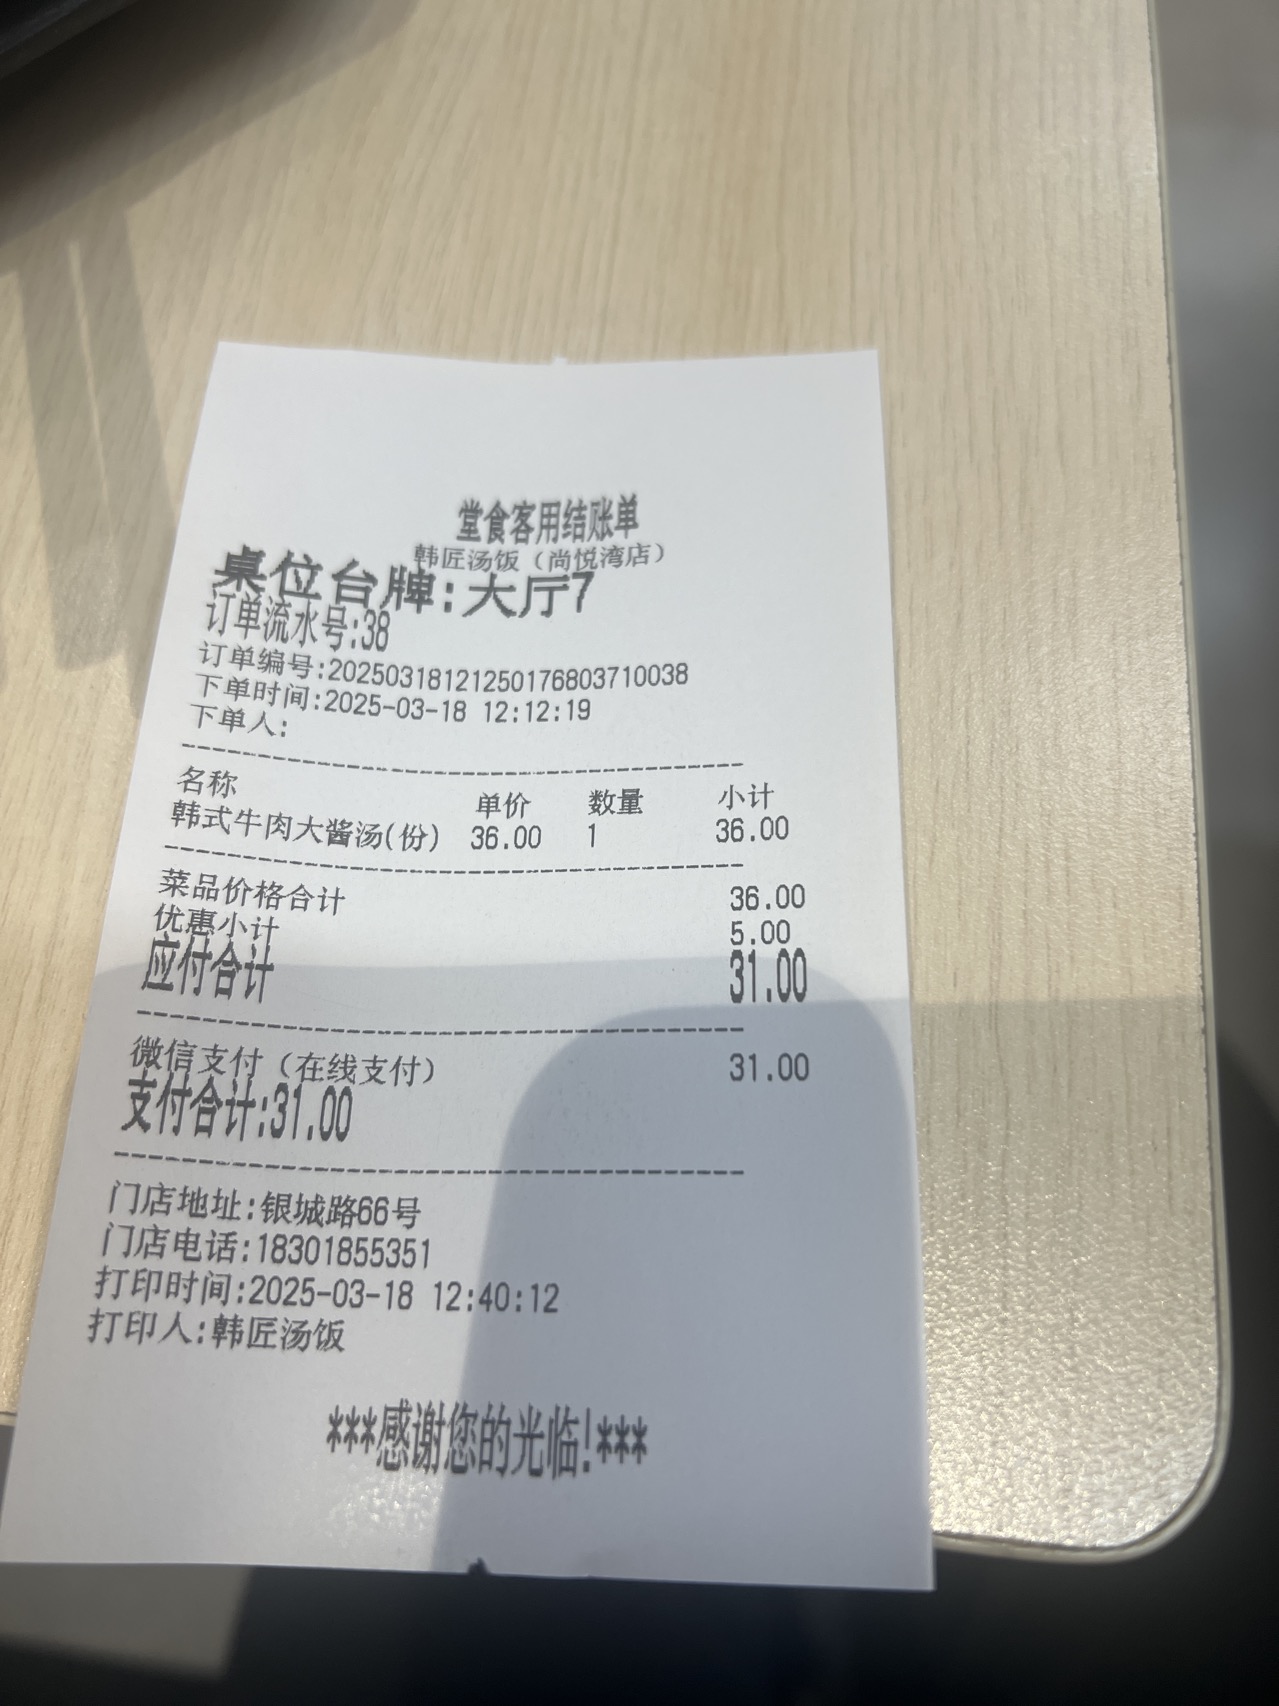 堂食客用结账单
韩匠汤饭（尚悦湾店）
桌位台牌:大厅7
订单流水号:38
订单编号:20250318121250176803710038
下单时间:2025-03-18 12:12:19
下单人:
名称 单价 数量 小计
韩式牛肉大酱汤(份) 36.00 1 36.00
菜品价格合计 36.00
优惠小计 5.00
应付合计 31.00
微信支付（在线支付） 31.00
支付合计:31.00
门店地址:银城路66号
门店电话:18301855351
打印时间:2025-03-18 12:40:12
打印人:韩匠汤饭
***感谢您的光临!***